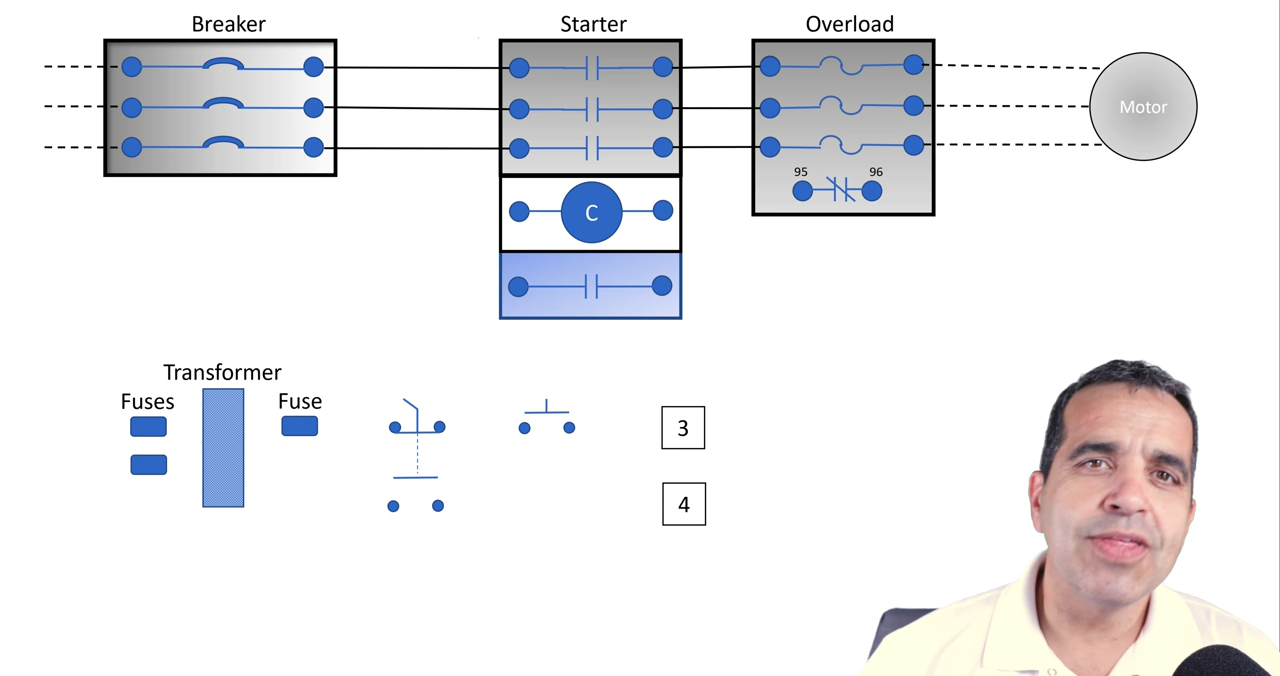 Breaker
Starter
Overload
Motor
95 96
C
Transformer
Fuses
Fuse
3
4